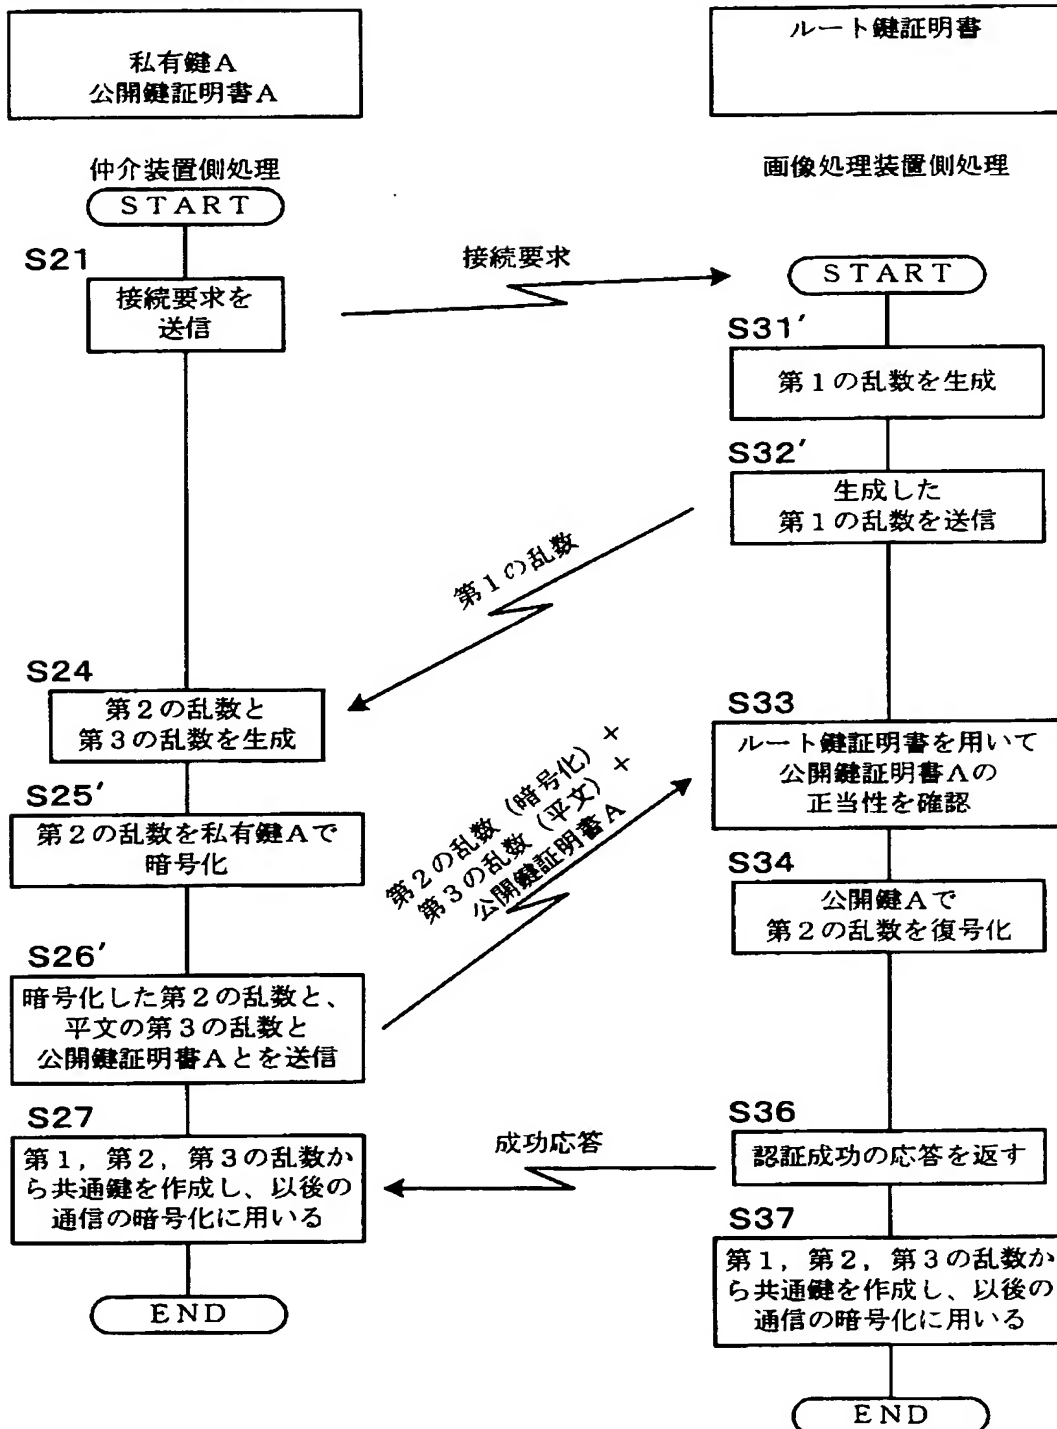 私有鍵A
公開鍵証明書A
ルート鍵証明書
仲介装置側処理
START
S21
接続要求を
送信
接続要求
画像処理装置側処理
START
S31′
第1の乱数を生成
S32′
生成した
第1の乱数を送信
第1の乱数
S24
第2の乱数と
第3の乱数を生成
S25′
第2の乱数を私有鍵Aで
暗号化
S26′
暗号化した第2の乱数と、
平文の第3の乱数と
公開鍵証明書Aとを送信
第2の乱数(暗号化)+
第3の乱数(平文)+
公開鍵証明書A
S33
ルート鍵証明書を用いて
公開鍵証明書Aの
正当性を確認
S34
公開鍵Aで
第2の乱数を復号化
S36
認証成功の応答を返す
成功応答
S27
第1,第2,第3の乱数か
ら共通鍵を作成し、以後の
通信の暗号化に用いる
END
S37
第1,第2,第3の乱数か
ら共通鍵を作成し、以後の
通信の暗号化に用いる
END